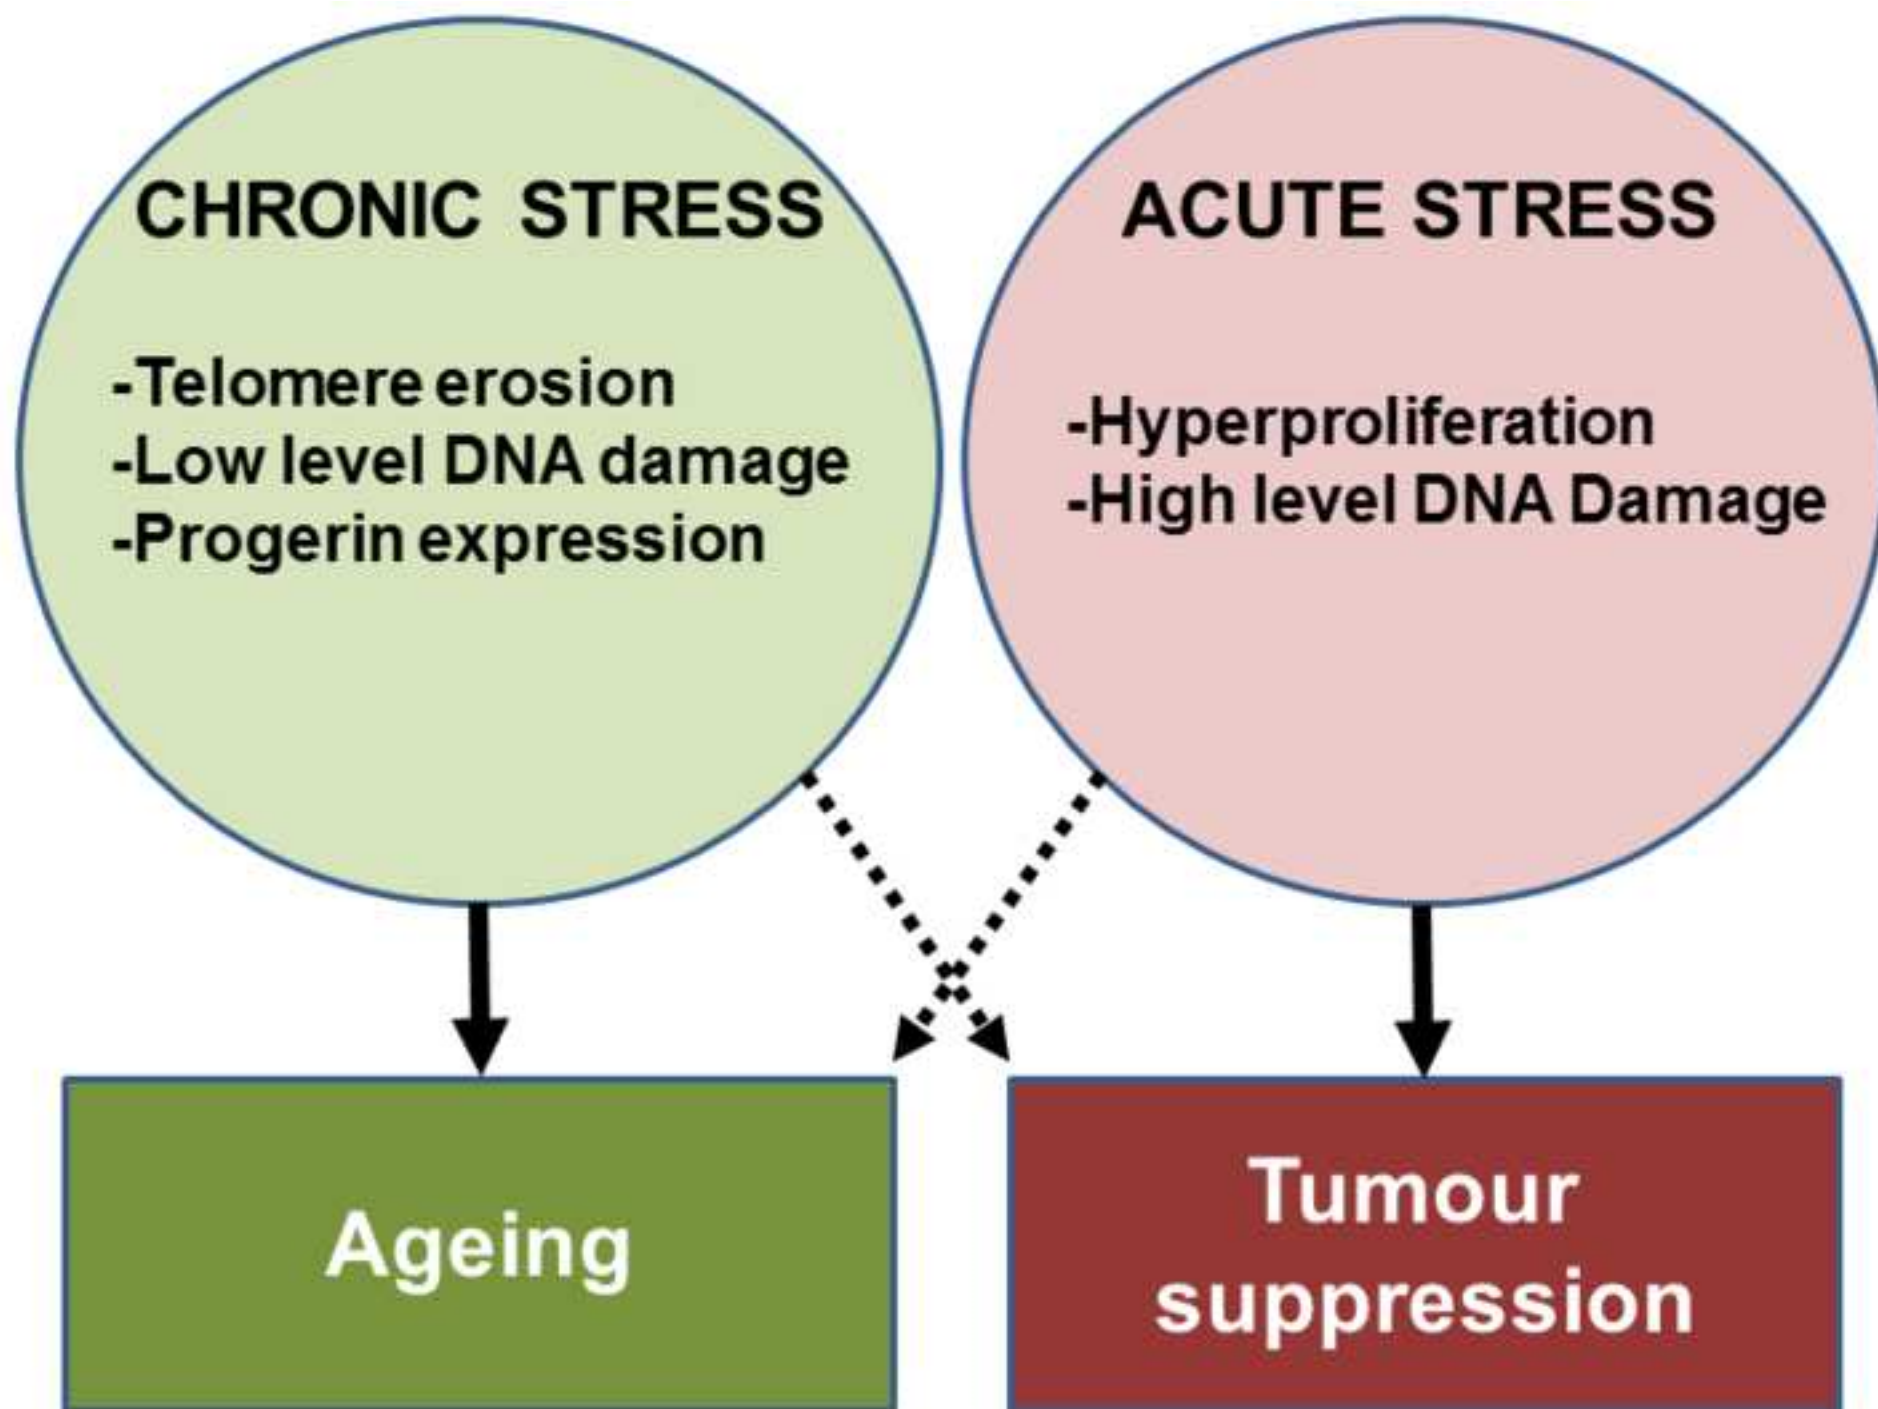 CHRONIC STRESS
-Telomere erosion
-Low level DNA damage
-Progerin expression
ACUTE STRESS
-Hyperproliferation
-High level DNA Damage
Ageing
Tumour
suppression